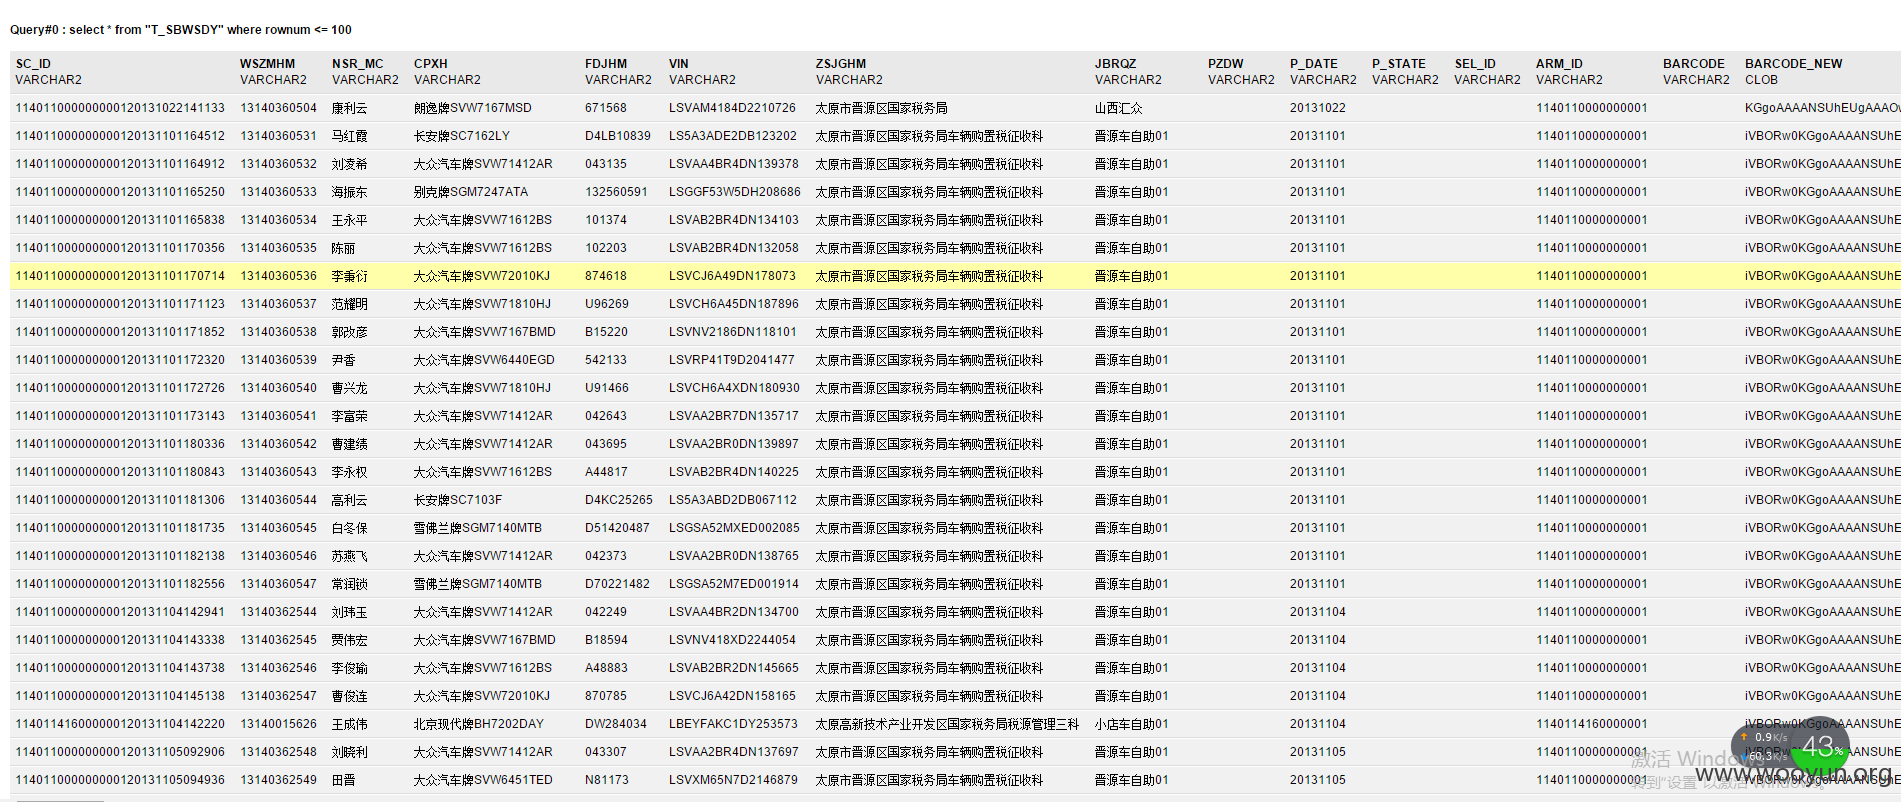 Query#0 : select * from "T_SBWSDY" where rownum <= 100
SC_ID WSZMHM NSR_MC CPXH FDJHM VIN ZSJGHM JBRQZ PZDW P_DATE P_STATE SEL_ID ARM_ID BARCODE BARCODE_NEW
VARCHAR2 VARCHAR2 VARCHAR2 VARCHAR2 VARCHAR2 VARCHAR2 VARCHAR2 VARCHAR2 VARCHAR2 VARCHAR2 VARCHAR2 VARCHAR2 VARCHAR2 VARCHAR2 CLOB
1140110000000000120131022141133 13140360504 康利云 朗逸牌SVW7167MSD 671568 LSVAM4184D2210726 太原市晋源区国家税务局 山西汇众 20131022 1140110000000001 KGgoAAAANSUhEUgAAAOw
1140110000000000120131101164512 13140360531 马红霞 长安牌SC7162LY D4LB10839 LS5A3ADE2DB123202 太原市晋源区国家税务局车辆购置税征收科 晋源车自助01 20131101 1140110000000001 iVBORw0KGgoAAAANSUhE
1140110000000000120131101164912 13140360532 刘凌希 大众汽车牌SVW71412AR 043135 LSVAA4BR4DN139378 太原市晋源区国家税务局车辆购置税征收科 晋源车自助01 20131101 1140110000000001 iVBORw0KGgoAAAANSUhE
1140110000000000120131101165250 13140360533 海振东 别克牌SGM7247ATA 132560591 LSGGF53W5DH208686 太原市晋源区国家税务局车辆购置税征收科 晋源车自助01 20131101 1140110000000001 iVBORw0KGgoAAAANSUhE
1140110000000000120131101165838 13140360534 王永平 大众汽车牌SVW71612BS 101374 LSVAB2BR4DN134103 太原市晋源区国家税务局车辆购置税征收科 晋源车自助01 20131101 1140110000000001 iVBORw0KGgoAAAANSUhE
1140110000000000120131101170356 13140360535 陈丽 大众汽车牌SVW71612BS 102203 LSVAB2BR4DN132058 太原市晋源区国家税务局车辆购置税征收科 晋源车自助01 20131101 1140110000000001 iVBORw0KGgoAAAANSUhE
1140110000000000120131101170714 13140360536 李秉衍 大众汽车牌SVW72010KJ 874618 LSVCJ6A49DN178073 太原市晋源区国家税务局车辆购置税征收科 晋源车自助01 20131101 1140110000000001 iVBORw0KGgoAAAANSUhE
1140110000000000120131101171123 13140360537 范耀明 大众汽车牌SVW71810HJ U96269 LSVCH6A45DN187896 太原市晋源区国家税务局车辆购置税征收科 晋源车自助01 20131101 1140110000000001 iVBORw0KGgoAAAANSUhE
1140110000000000120131101171852 13140360538 郭改彦 大众汽车牌SVW7167BMD B15220 LSVNV2186DN118101 太原市晋源区国家税务局车辆购置税征收科 晋源车自助01 20131101 1140110000000001 iVBORw0KGgoAAAANSUhE
1140110000000000120131101172320 13140360539 尹香 大众汽车牌SVW6440EGD 542133 LSVRP41T9D2041477 太原市晋源区国家税务局车辆购置税征收科 晋源车自助01 20131101 1140110000000001 iVBORw0KGgoAAAANSUhE
1140110000000000120131101172726 13140360540 曹兴龙 大众汽车牌SVW71810HJ U91466 LSVCH6A4XDN180930 太原市晋源区国家税务局车辆购置税征收科 晋源车自助01 20131101 1140110000000001 iVBORw0KGgoAAAANSUhE
1140110000000000120131101173143 13140360541 李富荣 大众汽车牌SVW71412AR 042643 LSVAA2BR7DN135717 太原市晋源区国家税务局车辆购置税征收科 晋源车自助01 20131101 1140110000000001 iVBORw0KGgoAAAANSUhE
1140110000000000120131101180336 13140360542 曹建绩 大众汽车牌SVW71412AR 043695 LSVAA2BR0DN139897 太原市晋源区国家税务局车辆购置税征收科 晋源车自助01 20131101 1140110000000001 iVBORw0KGgoAAAANSUhE
1140110000000000120131101180843 13140360543 李永权 大众汽车牌SVW71612BS A44817 LSVAB2BR4DN140225 太原市晋源区国家税务局车辆购置税征收科 晋源车自助01 20131101 1140110000000001 iVBORw0KGgoAAAANSUhE
1140110000000000120131101181306 13140360544 高利云 长安牌SC7103F D4KC25265 LS5A3ABD2DB067112 太原市晋源区国家税务局车辆购置税征收科 晋源车自助01 20131101 1140110000000001 iVBORw0KGgoAAAANSUhE
1140110000000000120131101181735 13140360545 白冬保 雪佛兰牌SGM7140MTB D51420487 LSGSA52MXED002085 太原市晋源区国家税务局车辆购置税征收科 晋源车自助01 20131101 1140110000000001 iVBORw0KGgoAAAANSUhE
1140110000000000120131101182138 13140360546 苏燕飞 大众汽车牌SVW71412AR 042373 LSVAA2BR0DN138765 太原市晋源区国家税务局车辆购置税征收科 晋源车自助01 20131101 1140110000000001 iVBORw0KGgoAAAANSUhE
1140110000000000120131101182556 13140360547 常润锁 雪佛兰牌SGM7140MTB D70221482 LSGSA52M7ED001914 太原市晋源区国家税务局车辆购置税征收科 晋源车自助01 20131101 1140110000000001 iVBORw0KGgoAAAANSUhE
1140110000000000120131104142941 13140362544 刘玮玉 大众汽车牌SVW71412AR 042249 LSVAA4BR2DN134700 太原市晋源区国家税务局车辆购置税征收科 晋源车自助01 20131104 1140110000000001 iVBORw0KGgoAAAANSUhE
1140110000000000120131104143338 13140362545 贾伟宏 大众汽车牌SVW7167BMD B18594 LSVNV418XD2244054 太原市晋源区国家税务局车辆购置税征收科 晋源车自助01 20131104 1140110000000001 iVBORw0KGgoAAAANSUhE
1140110000000000120131104143738 13140362546 李俊瑜 大众汽车牌SVW71612BS A48883 LSVAB2BR2DN145665 太原市晋源区国家税务局车辆购置税征收科 晋源车自助01 20131104 1140110000000001 iVBORw0KGgoAAAANSUhE
1140110000000000120131104145138 13140362547 曹俊连 大众汽车牌SVW72010KJ 870785 LSVCJ6A42DN158165 太原市晋源区国家税务局车辆购置税征收科 晋源车自助01 20131104 1140110000000001 iVBORw0KGgoAAAANSUhE
1140114160000000120131104142220 13140015626 王成伟 北京现代牌BH7202DAY DW284034 LBEYFAKC1DY253573 太原高新技术产业开发区国家税务局税源管理三科 小店车自助01 20131104 1140114160000001 iVBORw0KGgoAAAANSUhE
1140110000000000120131105092906 13140362548 刘晓利 大众汽车牌SVW71412AR 043307 LSVAA2BR2DN137697 太原市晋源区国家税务局车辆购置税征收科 晋源车自助01 20131105 1140110000000001
1140110000000000120131105094936 13140362549 田晋 大众汽车牌SVW6451TED N81173 LSVXM65N7D2146879 太原市晋源区国家税务局车辆购置税征收科 晋源车自助01 20131105 1140110000000001
0.9K/s
60.3K/s
43%
激活 Windows
转到"设置"以激活 Windows。
www.wooyun.org